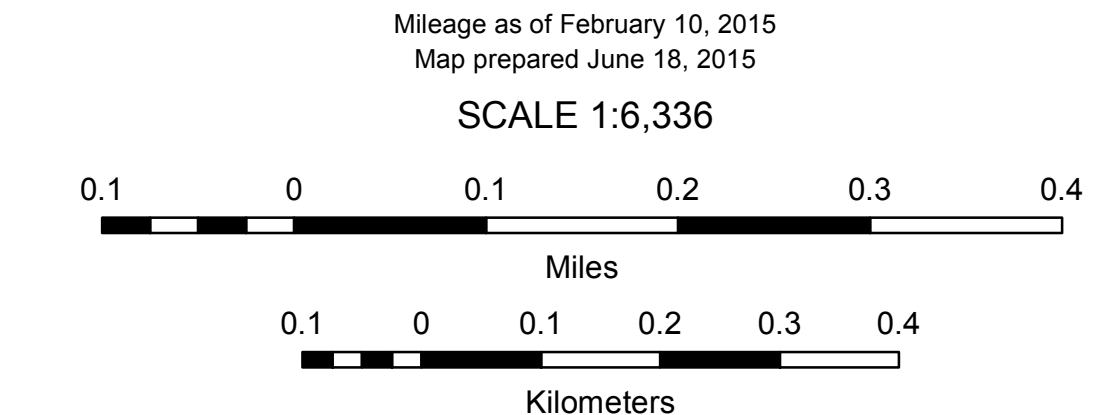 Mileage as of February 10, 2015
Map prepared June 18, 2015
SCALE 1:6,336
0.1 0 0.1 0.2 0.3 0.4
Miles
0.1 0 0.1 0.2 0.3 0.4
Kilometers